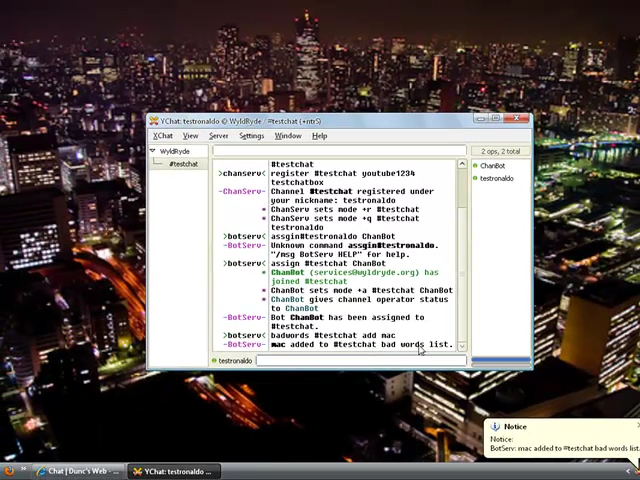 YChat: testronaldo @ WyldRyde / #testchat (+ntrS)
XChat View Server Settings Window Help
WyldRyde
#testchat
2 ops, 2 total
ChanBot
testronaldo
#testchat
>chanserv< register #testchat youtube1234
testchatbox
-ChanServ- Channel #testchat registered under
your nickname: testronaldo
* ChanServ sets mode +r #testchat
* ChanServ sets mode +q #testchat
testronaldo
>botserv< assgin#testronaldo ChanBot
-BotServ- Unknown command assgin#testronaldo.
"/msg BotServ HELP" for help.
>botserv< assign #testchat ChanBot
* ChanBot (services@wyldryde.org) has
joined #testchat
* ChanBot sets mode +a #testchat ChanBot
* ChanBot gives channel operator status
to ChanBot
-BotServ- Bot ChanBot has been assigned to
#testchat.
>botserv< badwords #testchat add mac
-BotServ- mac added to #testchat bad words list.
testronaldo
Notice
Notice:
BotServ: mac added to #testchat bad words list.
Chat | Dunc's Web - ...
YChat: testronaldo ...